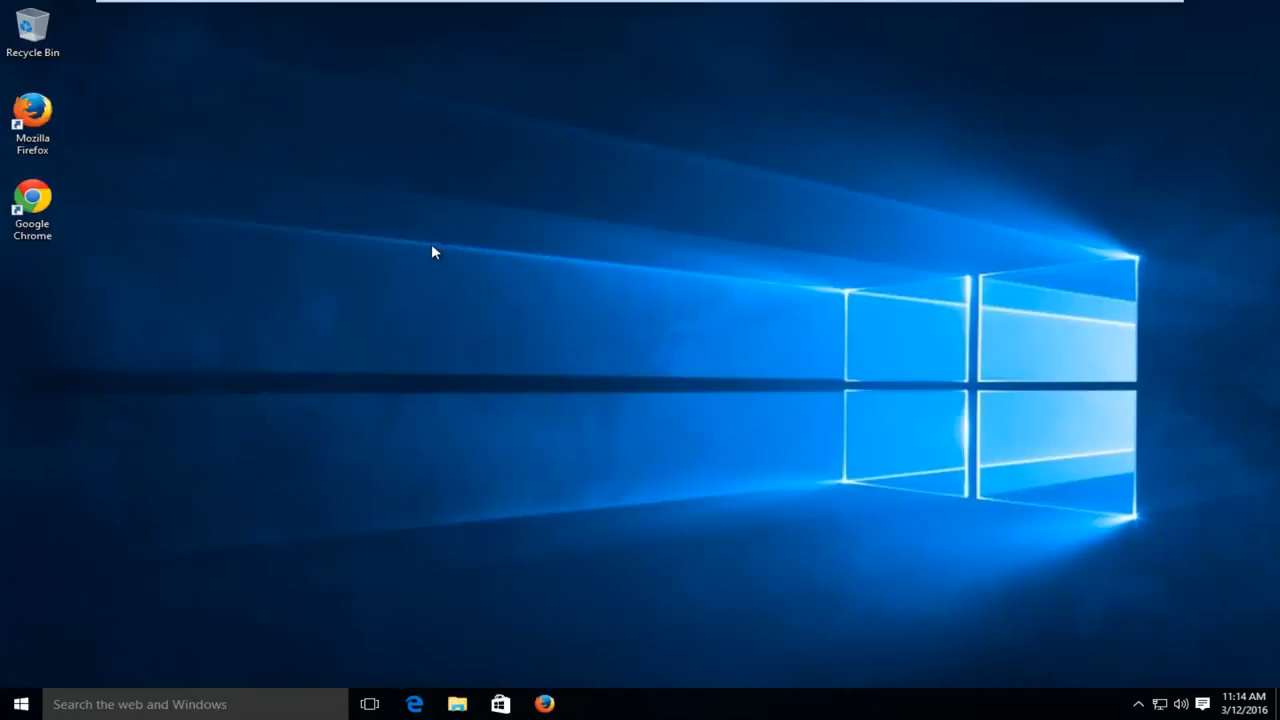 Recycle Bin
Mozilla
Firefox
Google
Chrome
Search the web and Windows
11:14 AM
3/12/2016